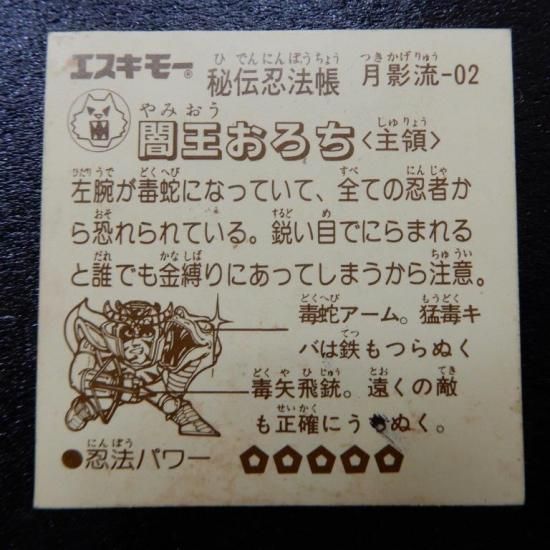 エスキモー® 秘伝忍法帳 月影流-02
闇王おろち〈主領〉
左腕が毒蛇になっていて、全ての忍者か
ら恐れられている。鋭い目でにらまれる
と誰でも金縛りにあってしまうから注意。
毒蛇アーム。猛毒キ
バは鉄もつらぬく
毒矢飛銃。遠くの敵
も正確にうちぬく。
●忍法パワー